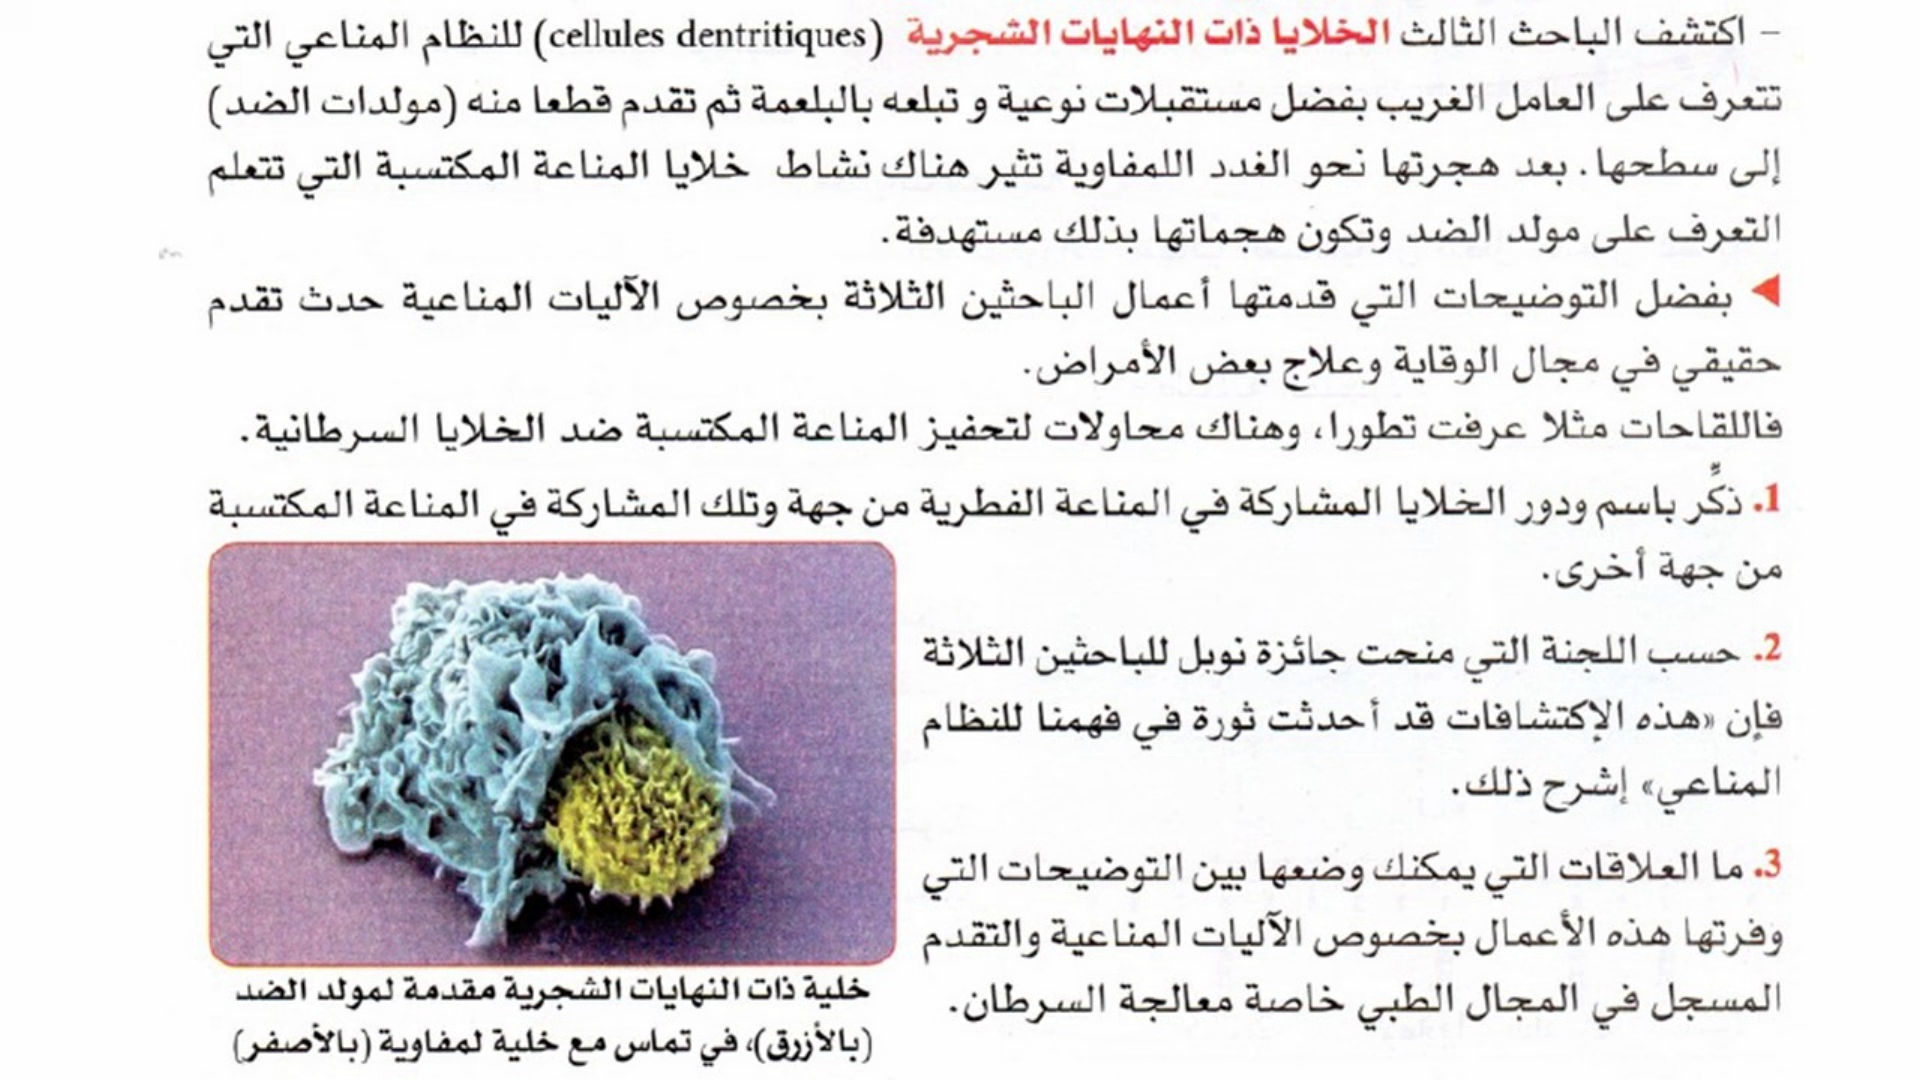 – اكتشف الباحث الثالث الخلايا ذات النهايات الشجرية (cellules dentritiques) للنظام المناعي التي
تتعرف على العامل الغريب بفضل مستقبلات نوعية و تبلعه بالبلعمة ثم تقدم قطعا منه (مولدات الضد)
إلى سطحها. بعد هجرتها نحو الغدد اللمفاوية تثير هناك نشاط خلايا المناعة المكتسبة التي تتعلم
التعرف على مولد الضد وتكون هجماتها بذلك مستهدفة.
◀ بفضل التوضيحات التي قدمتها أعمال الباحثين الثلاثة بخصوص الآليات المناعية حدث تقدم
حقيقي في مجال الوقاية وعلاج بعض الأمراض.
فاللقاحات مثلا عرفت تطورا، وهناك محاولات لتحفيز المناعة المكتسبة ضد الخلايا السرطانية.
1. ذكِّر باسم ودور الخلايا المشاركة في المناعة الفطرية من جهة وتلك المشاركة في المناعة المكتسبة
من جهة أخرى.
2. حسب اللجنة التي منحت جائزة نوبل للباحثين الثلاثة
فإن «هذه الإكتشافات قد أحدثت ثورة في فهمنا للنظام
المناعي» إشرح ذلك.
3. ما العلاقات التي يمكنك وضعها بين التوضيحات التي
وفرتها هذه الأعمال بخصوص الآليات المناعية والتقدم
المسجل في المجال الطبي خاصة معالجة السرطان.
خلية ذات النهايات الشجرية مقدمة لمولد الضد
(بالأزرق)، في تماس مع خلية لمفاوية (بالأصفر)